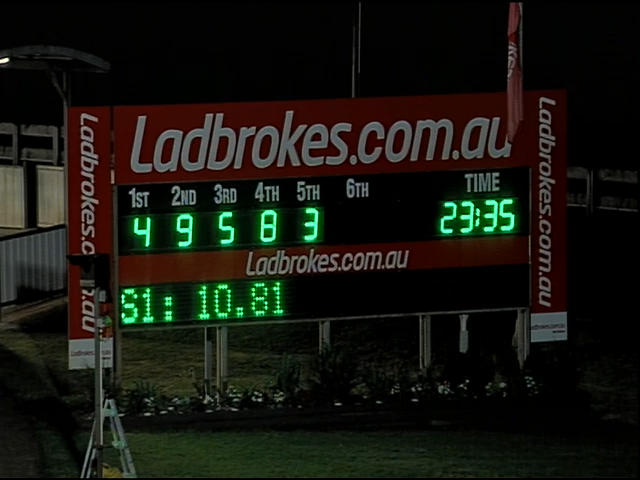 Ladbrokes.com.au
1ST 2ND 3RD 4TH 5TH 6TH TIME
4 9 5 8 3 23:35
Ladbrokes.com.au
S1: 10.81
Ladbrokes.c
au
Ladbrokes.com.au